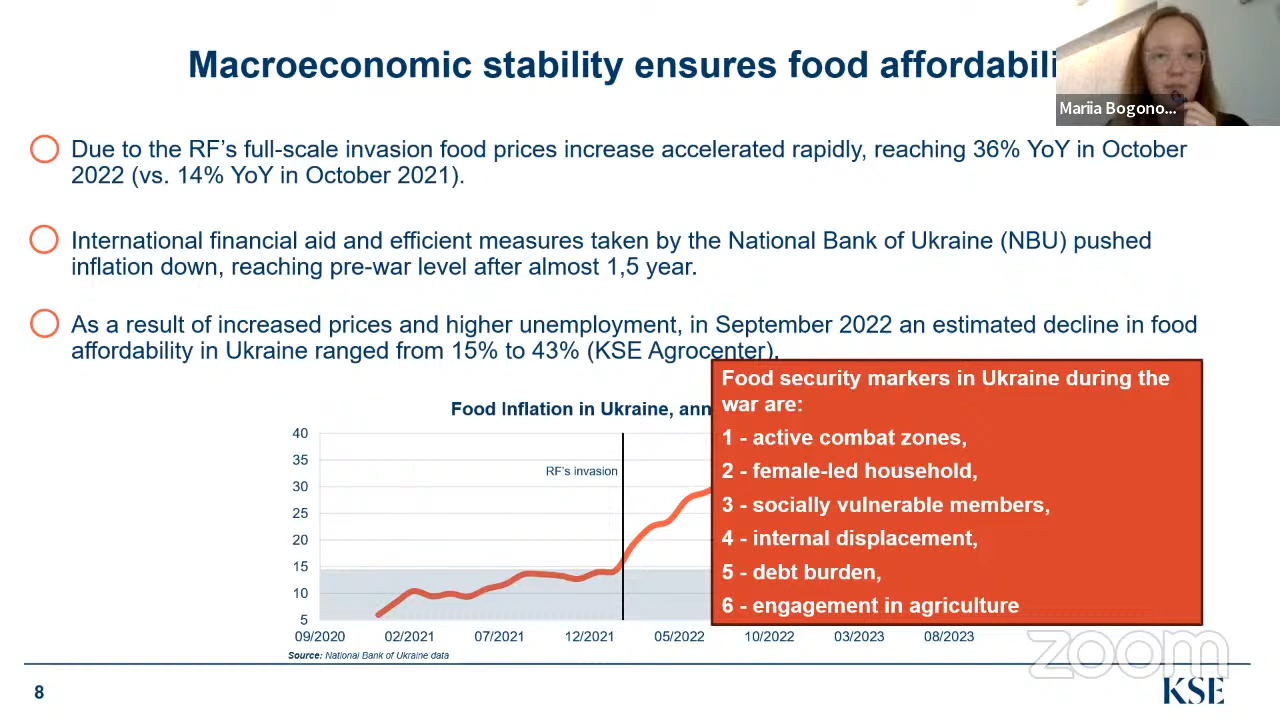 Macroeconomic stability ensures food affordabili
Mariia Bogono...
Due to the RF's full-scale invasion food prices increase accelerated rapidly, reaching 36% YoY in October
2022 (vs. 14% YoY in October 2021).
International financial aid and efficient measures taken by the National Bank of Ukraine (NBU) pushed
inflation down, reaching pre-war level after almost 1,5 year.
As a result of increased prices and higher unemployment, in September 2022 an estimated decline in food
affordability in Ukraine ranged from 15% to 43% (KSE Agrocenter).
Food Inflation in Ukraine, ann
40
35
30
25
20
15
10
5
RF's invasion
09/2020 02/2021 07/2021 12/2021 05/2022 10/2022 03/2023 08/2023
Source: National Bank of Ukraine data
Food security markers in Ukraine during the
war are:
1 - active combat zones,
2 - female-led household,
3 - socially vulnerable members,
4 - internal displacement,
5 - debt burden,
6 - engagement in agriculture
zoom
8
KSE